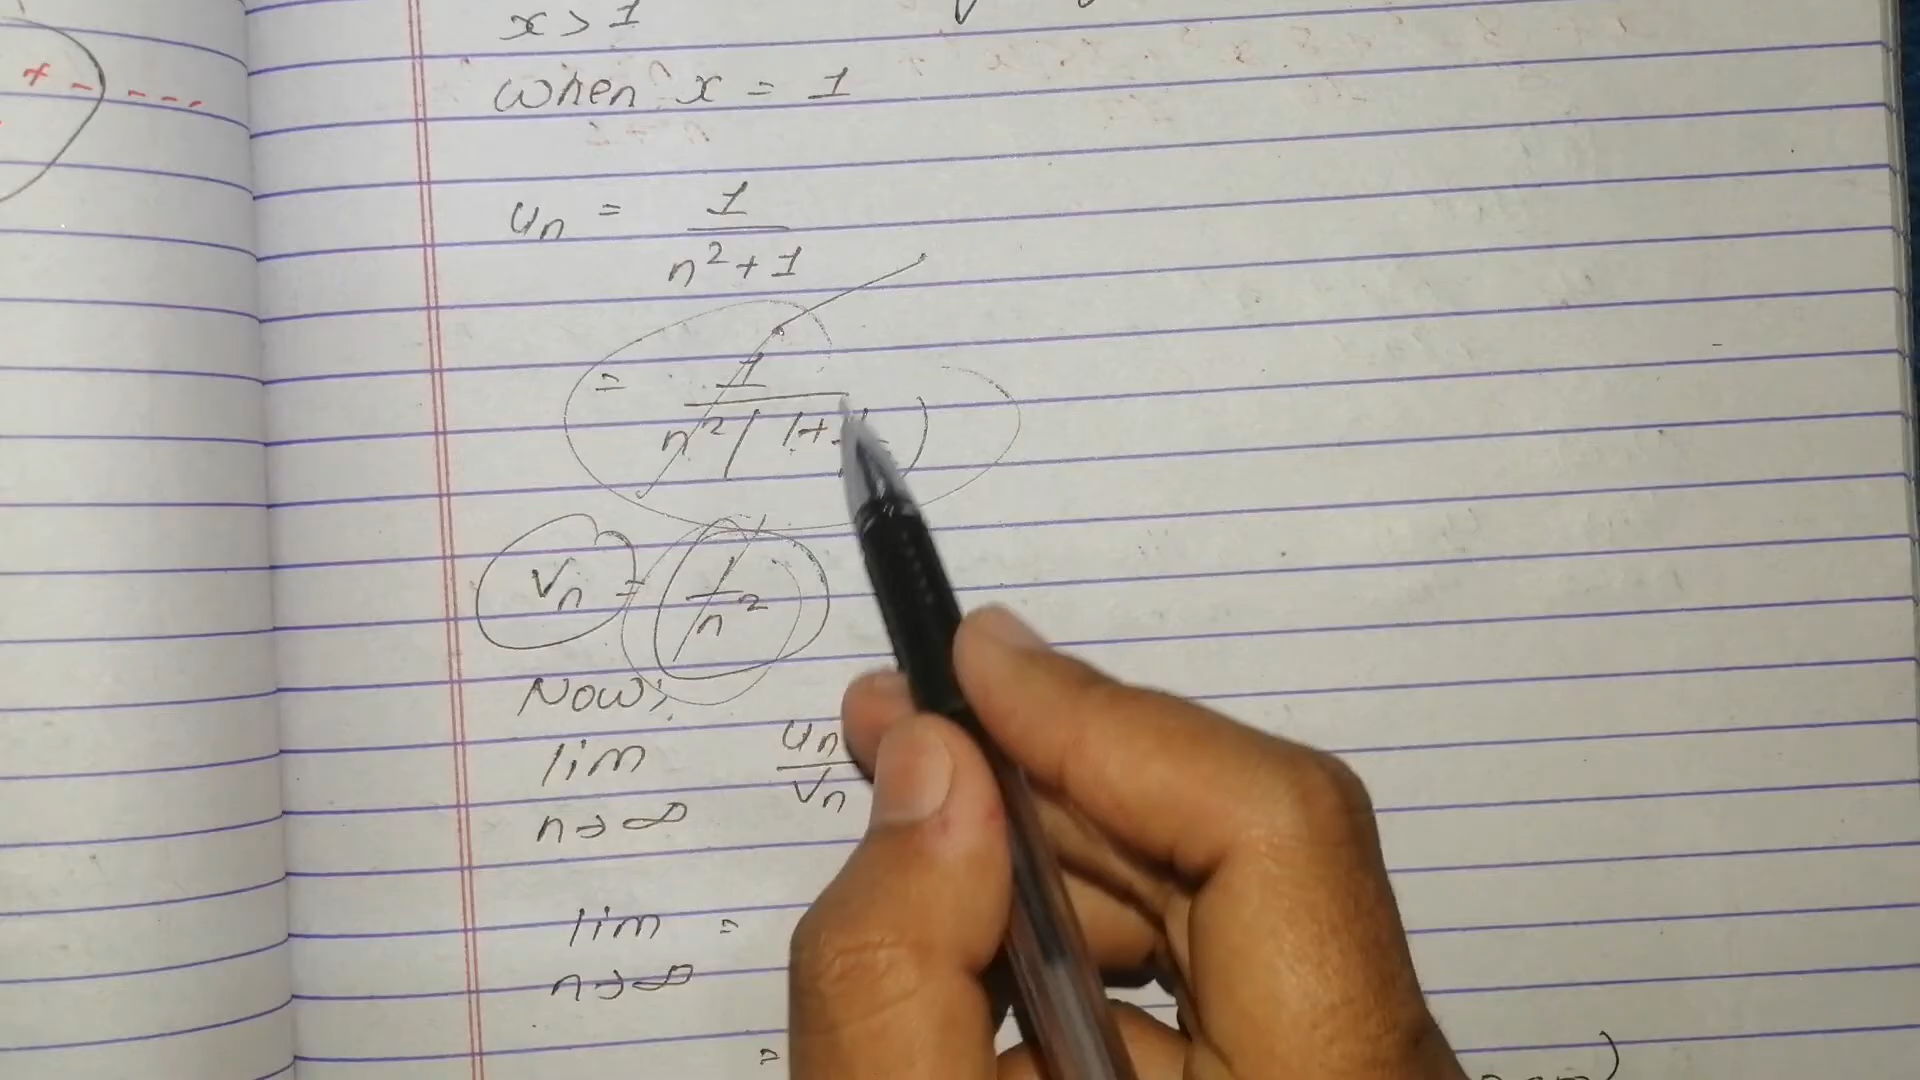 x > 1
when x = 1
un = 1 / n² + 1
= 1 / n² ( 1 +
vn = 1 / n²
Now;
lim un / vn
n → ∞
lim =
n → ∞
=